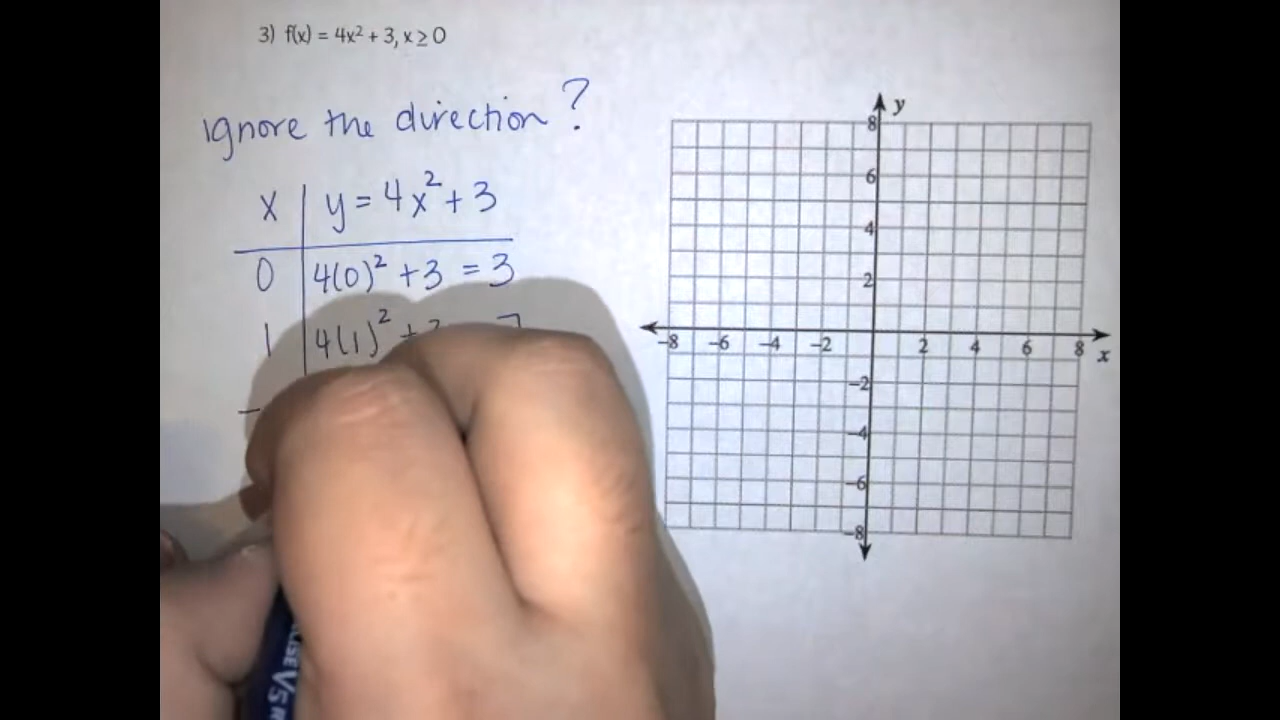 3) f(x) = 4x² + 3, x ≥ 0
ignore the direction ?
x | y = 4x² + 3
0 | 4(0)² + 3 = 3
1 | 4(1)² + 7
−
y
8
6
4
2
−8 −6 −4 −2 2 4 6 8
x
−2
−4
−6
−8